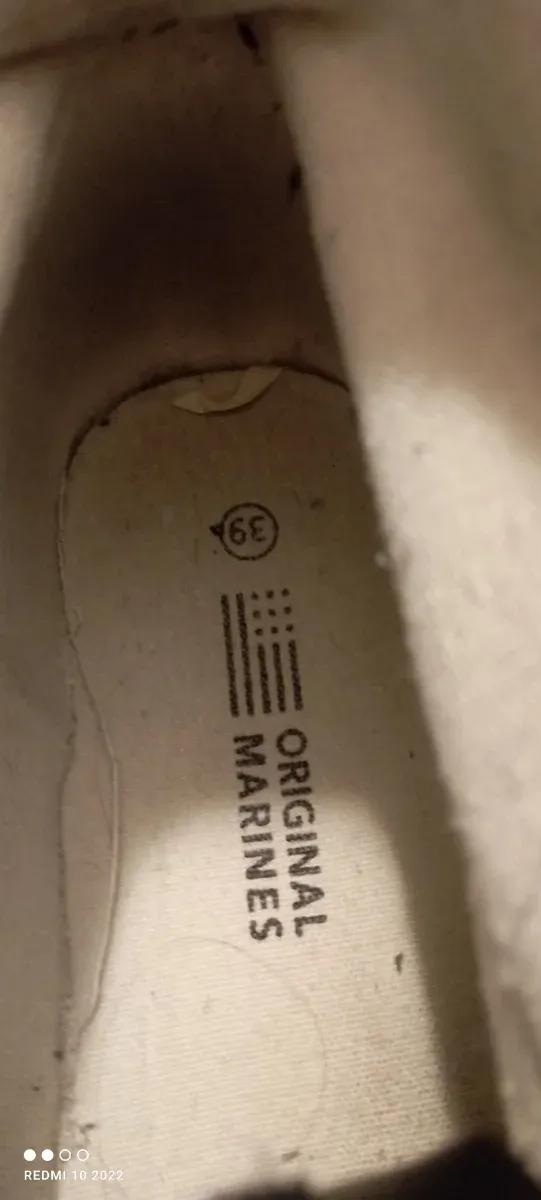 39
ORIGINAL
MARINES
REDMI 10 2022